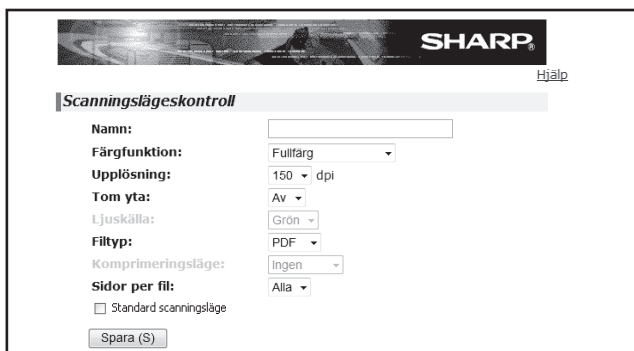 SHARP®
Hjälp
Scanningslägeskontroll
Namn:
Färgfunktion: Fullfärg
Upplösning: 150 dpi
Tom yta: Av
Ljuskälla: Grön
Filtyp: PDF
Komprimeringsläge: Ingen
Sidor per fil: Alla
Standard scanningsläge
Spara (S)